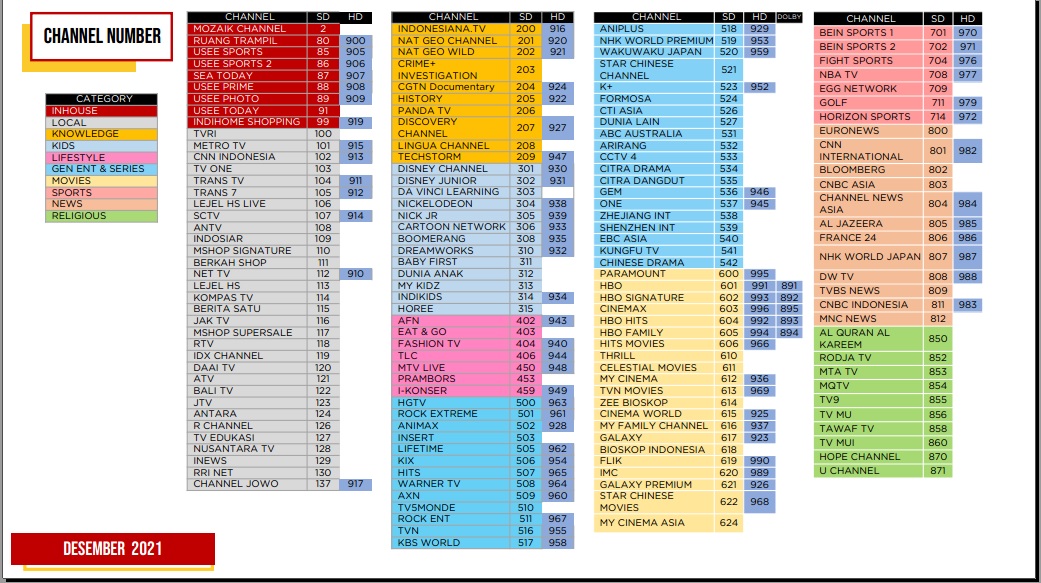 CHANNEL NUMBER
CATEGORY
INHOUSE
LOCAL
KNOWLEDGE
KIDS
LIFESTYLE
GEN ENT & SERIES
MOVIES
SPORTS
NEWS
RELIGIOUS
DESEMBER 2021
CHANNEL SD HD
MOZAIK CHANNEL 2
RUANG TRAMPIL 80 900
USEE SPORTS 85 905
USEE SPORTS 2 86 906
SEA TODAY 87 907
USEE PRIME 88 908
USEE PHOTO 89 909
USEE TODAY 91
INDIHOME SHOPPING 99 919
TVRI 100
METRO TV 101 915
CNN INDONESIA 102 913
TV ONE 103
TRANS TV 104 911
TRANS 7 105 912
LEJEL HS LIVE 106
SCTV 107 914
ANTV 108
INDOSIAR 109
MSHOP SIGNATURE 110
BERKAH SHOP 111
NET TV 112 910
LEJEL HS 113
KOMPAS TV 114
BERITA SATU 115
JAK TV 116
MSHOP SUPERSALE 117
RTV 118
IDX CHANNEL 119
DAAI TV 120
ATV 121
BALI TV 122
JTV 123
ANTARA 124
R CHANNEL 126
TV EDUKASI 127
NUSANTARA TV 128
INEWS 129
RRI NET 130
CHANNEL JOWO 137 917
CHANNEL SD HD
INDONESIANA.TV 200 916
NAT GEO CHANNEL 201 920
NAT GEO WILD 202 921
CRIME+
INVESTIGATION 203
CGTN Documentary 204 924
HISTORY 205 922
PANDA TV 206
DISCOVERY
CHANNEL 207 927
LINGUA CHANNEL 208
TECHSTORM 209 947
DISNEY CHANNEL 301 930
DISNEY JUNIOR 302 931
DA VINCI LEARNING 303
NICKELODEON 304 938
NICK JR 305 939
CARTOON NETWORK 306 933
BOOMERANG 308 935
DREAMWORKS 310 932
BABY FIRST 311
DUNIA ANAK 312
MY KIDZ 313
INDIKIDS 314 934
HOREE 315
AFN 402 943
EAT & GO 403
FASHION TV 404 940
TLC 406 944
MTV LIVE 450 948
PRAMBORS 453
I-KONSER 459 949
HGTV 500 963
ROCK EXTREME 501 961
ANIMAX 502 928
INSERT 503
LIFETIME 505 962
KIX 506 954
HITS 507 965
WARNER TV 508 964
AXN 509 960
TV5MONDE 510
ROCK ENT 511 967
TVN 516 955
KBS WORLD 517 958
CHANNEL SD HD DOLBY
ANIPLUS 518 929
NHK WORLD PREMIUM 519 953
WAKUWAKU JAPAN 520 959
STAR CHINESE
CHANNEL 521
K+ 523 952
FORMOSA 524
CTI ASIA 526
DUNIA LAIN 527
ABC AUSTRALIA 531
ARIRANG 532
CCTV 4 533
CITRA DRAMA 534
CITRA DANGDUT 535
GEM 536 946
ONE 537 945
ZHEJIANG INT 538
SHENZHEN INT 539
EBC ASIA 540
KUNGFU TV 541
CHINESE DRAMA 542
PARAMOUNT 600 995
HBO 601 991 891
HBO SIGNATURE 602 993 892
CINEMAX 603 996 895
HBO HITS 604 992 893
HBO FAMILY 605 994 894
HITS MOVIES 606 966
THRILL 610
CELESTIAL MOVIES 611
MY CINEMA 612 936
TVN MOVIES 613 969
ZEE BIOSKOP 614
CINEMA WORLD 615 925
MY FAMILY CHANNEL 616 937
GALAXY 617 923
BIOSKOP INDONESIA 618
FLIK 619 990
IMC 620 989
GALAXY PREMIUM 621 926
STAR CHINESE
MOVIES 622 968
MY CINEMA ASIA 624
CHANNEL SD HD
BEIN SPORTS 1 701 970
BEIN SPORTS 2 702 971
FIGHT SPORTS 704 976
NBA TV 708 977
EGG NETWORK 709
GOLF 711 979
HORIZON SPORTS 714 972
EURONEWS 800
CNN
INTERNATIONAL 801 982
BLOOMBERG 802
CNBC ASIA 803
CHANNEL NEWS
ASIA 804 984
AL JAZEERA 805 985
FRANCE 24 806 986
NHK WORLD JAPAN 807 987
DW TV 808 988
TVBS NEWS 809
CNBC INDONESIA 811 983
MNC NEWS 812
AL QURAN AL
KAREEM 850
RODJA TV 852
MTA TV 853
MQTV 854
TV9 855
TV MU 856
TAWAF TV 858
TV MUI 860
HOPE CHANNEL 870
U CHANNEL 871